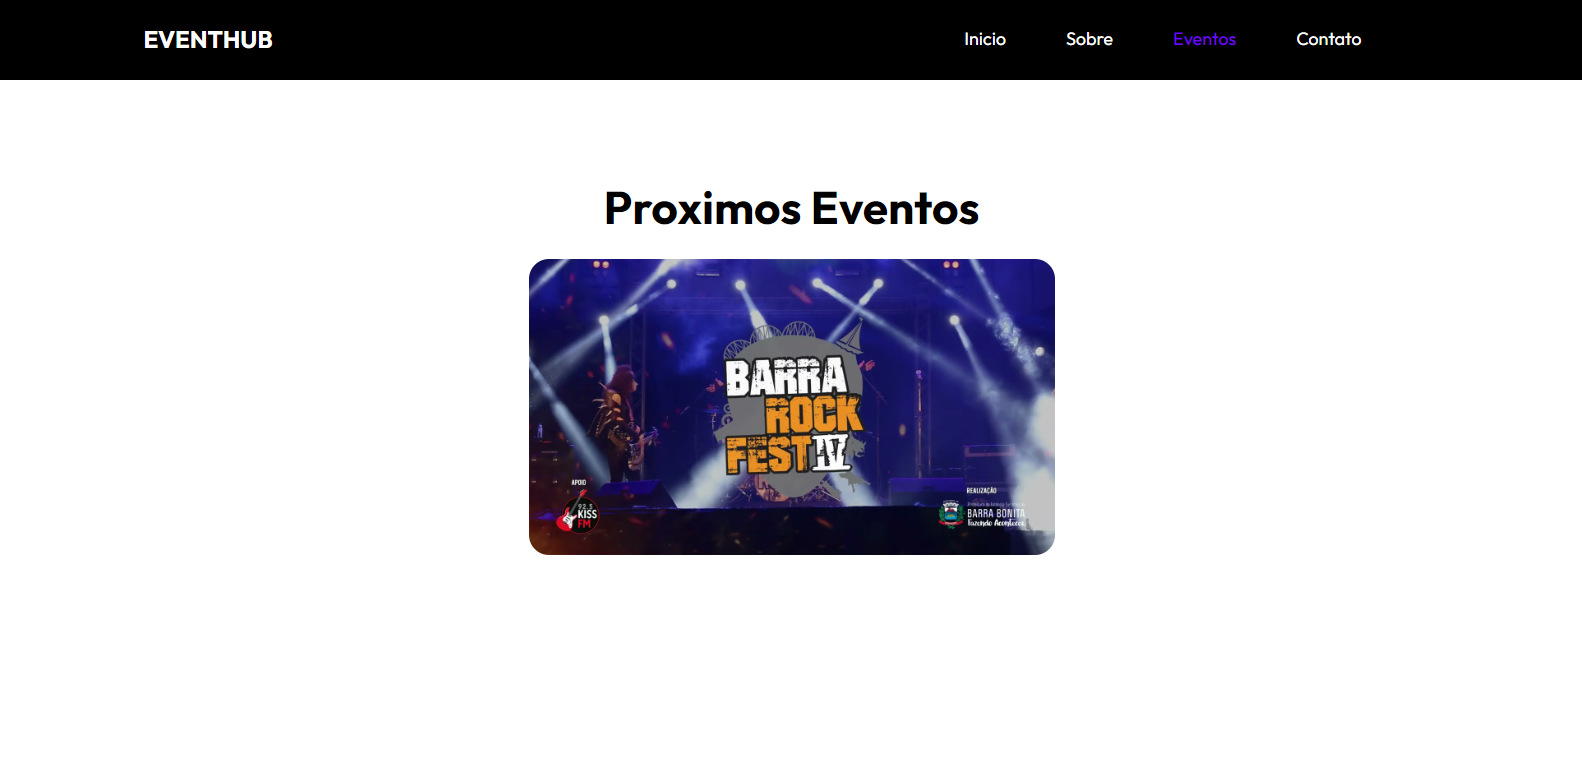 EVENTHUB
Inicio
Sobre
Eventos
Contato
Proximos Eventos
BARRA
ROCK
FEST IV
APOIO
92.5
KISS
FM
REALIZAÇÃO
BARRA BONITA
Fazendo Acontecer